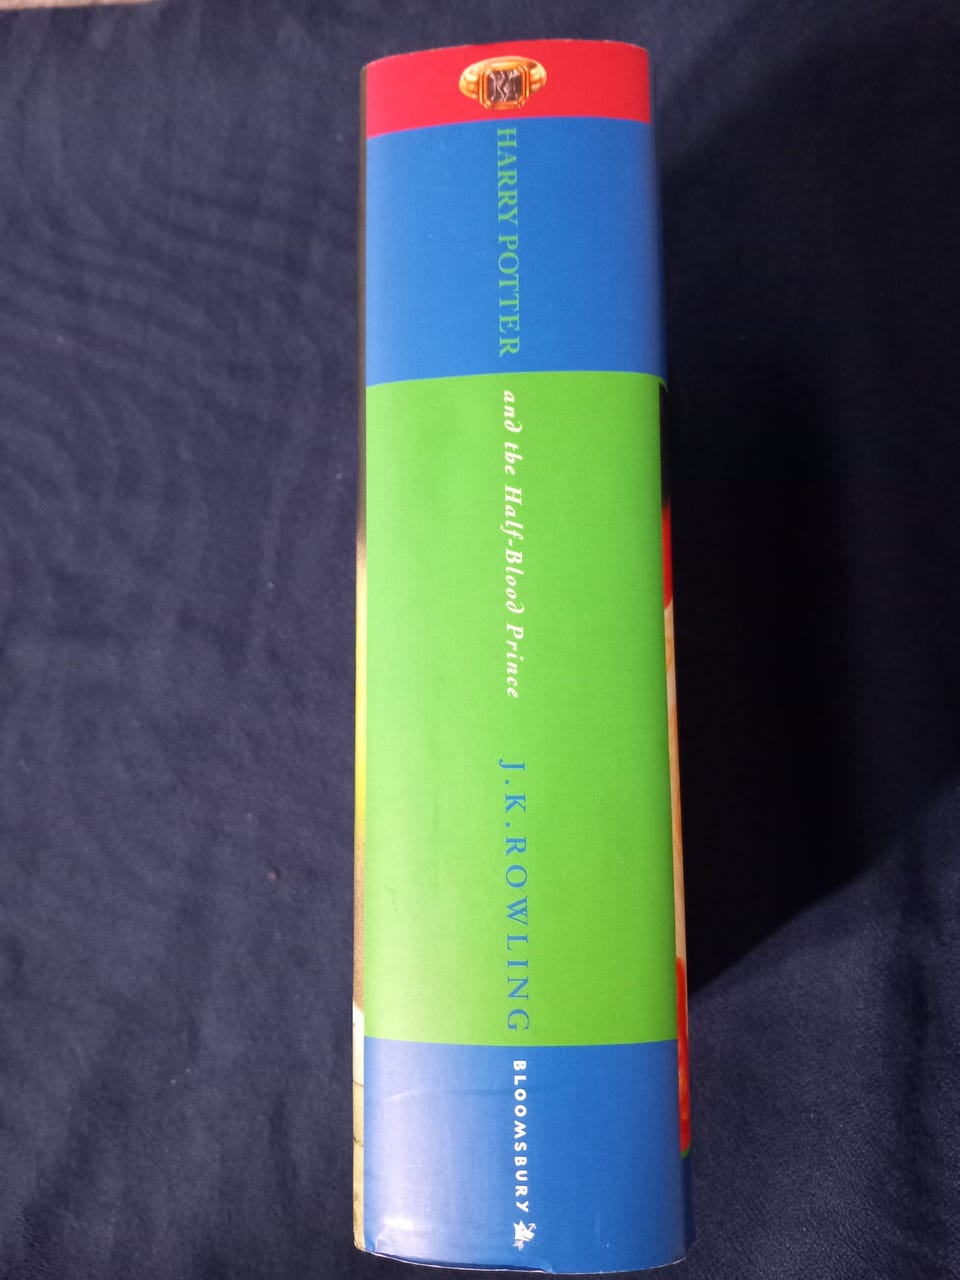 HARRY POTTER
and the Half-Blood Prince
J.K.ROWLING
BLOOMSBURY